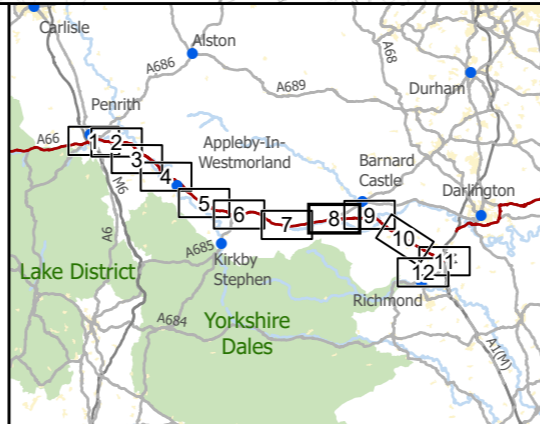 Carlisle
Alston
A68
A686
A689
Durham
Penrith
A66
1
2
3
4
Appleby-In-
Westmorland
Barnard
Castle
Darlington
M6
A6
5
6
7
8
9
10
11
12
A685
Kirkby
Stephen
Lake District
Richmond
A684
Yorkshire
Dales
A1(M)